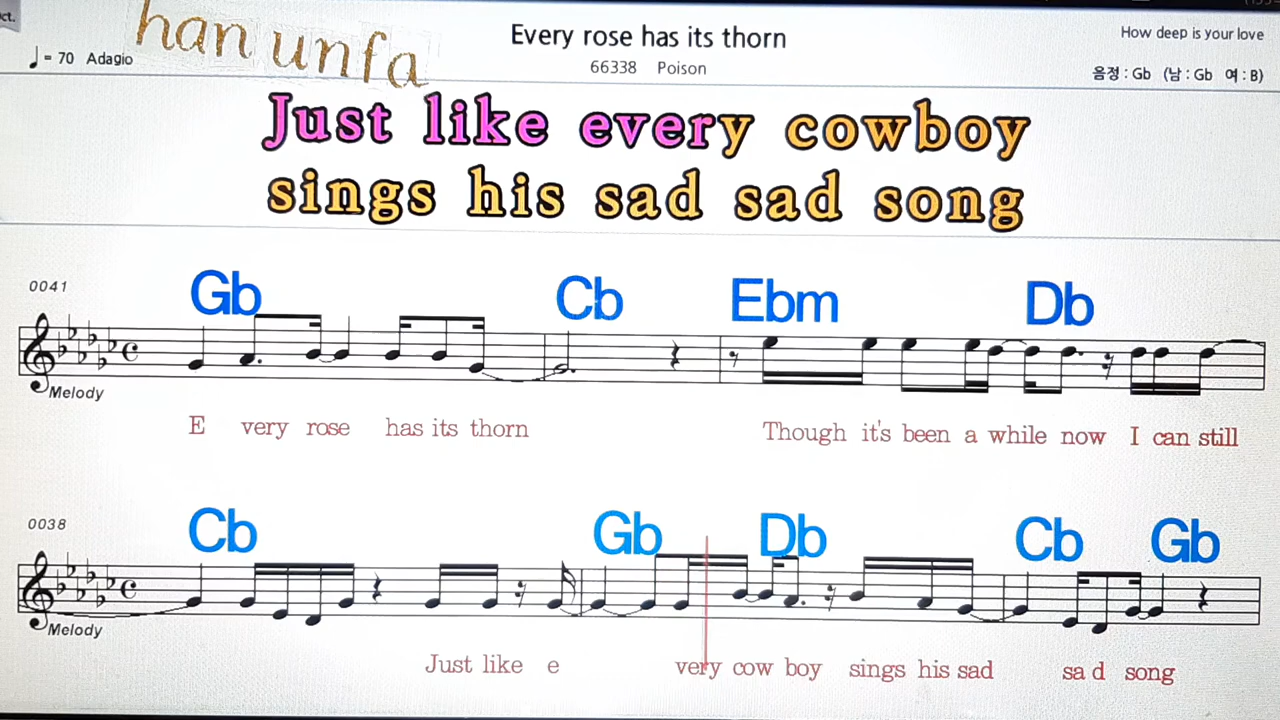 ct.
han unfa
Every rose has its thorn
How deep is your love
♩ = 70 Adagio
66338 Poison
음정 : Gb (남 : Gb 여 : B)
Just like every cowboy
sings his sad sad song
0041
Gb Cb Ebm Db
Melody
E very rose has its thorn Though it's been a while now I can still
0038
Cb Gb Db Cb Gb
Melody
Just like e very cow boy sings his sad sa d song